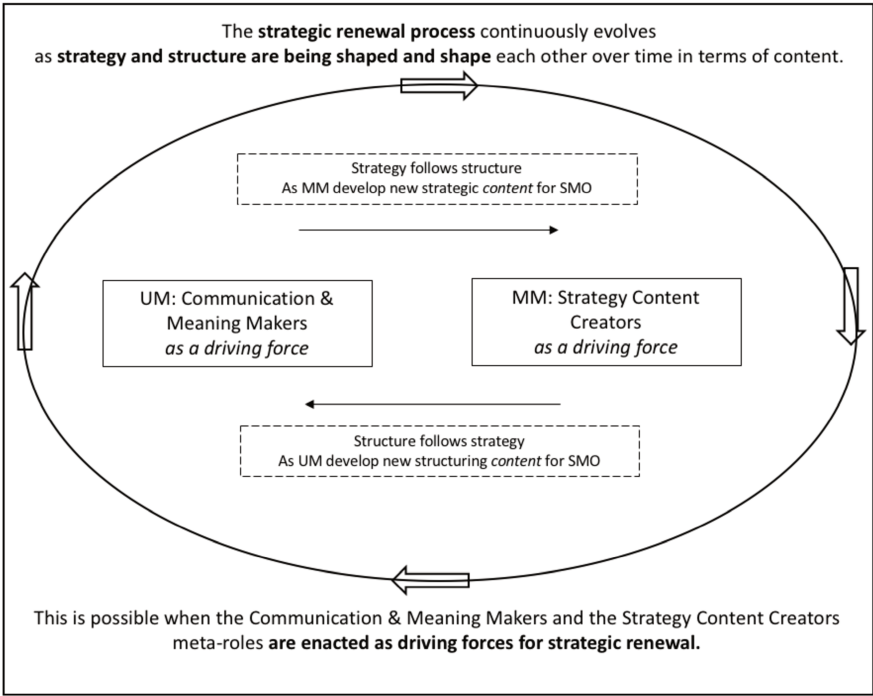 The strategic renewal process continuously evolves
as strategy and structure are being shaped and shape each other over time in terms of content.
Strategy follows structure
As MM develop new strategic content for SMO
UM: Communication &
Meaning Makers
as a driving force
MM: Strategy Content
Creators
as a driving force
Structure follows strategy
As UM develop new structuring content for SMO
This is possible when the Communication & Meaning Makers and the Strategy Content Creators
meta-roles are enacted as driving forces for strategic renewal.